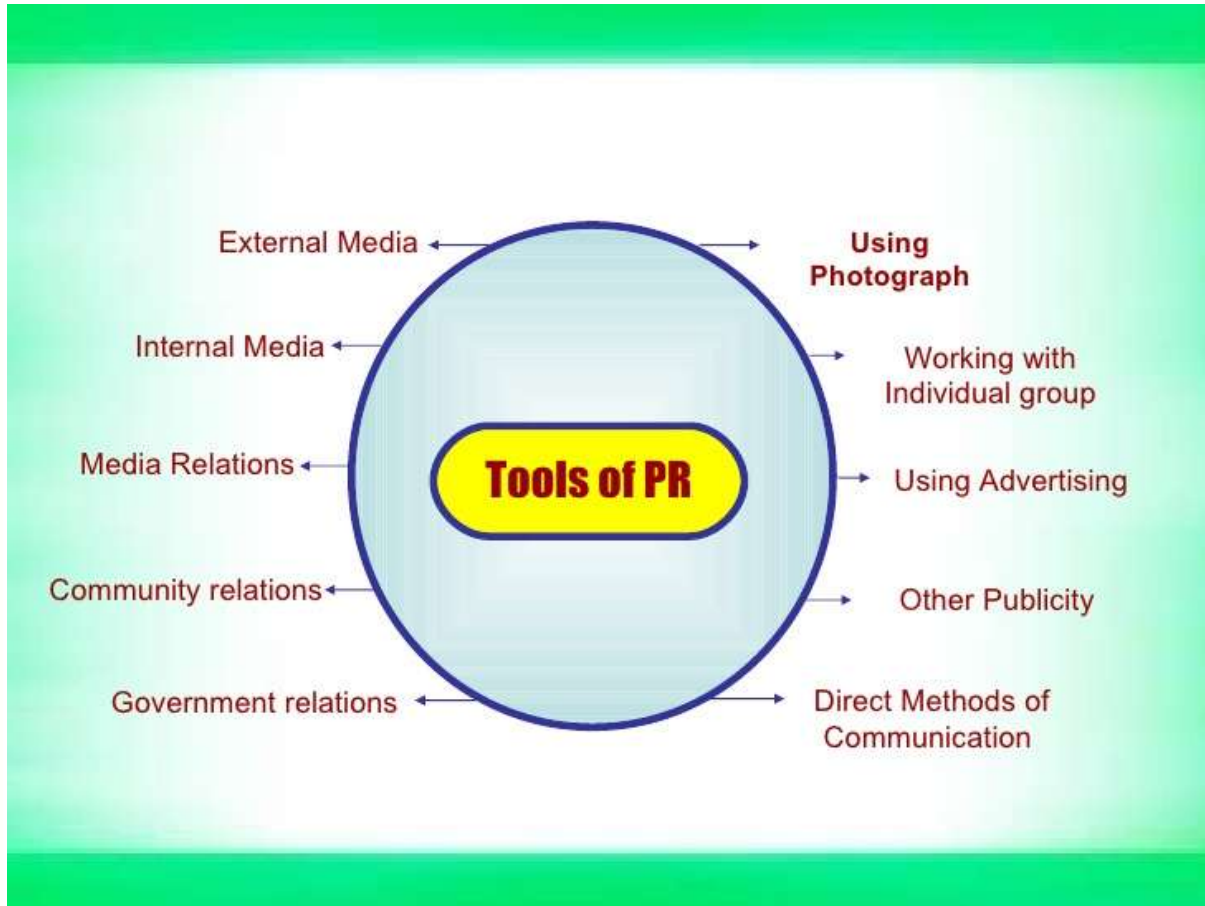 External Media
Using
Photograph
Internal Media
Working with
Individual group
Tools of PR
Media Relations
Using Advertising
Community relations
Other Publicity
Government relations
Direct Methods of
Communication